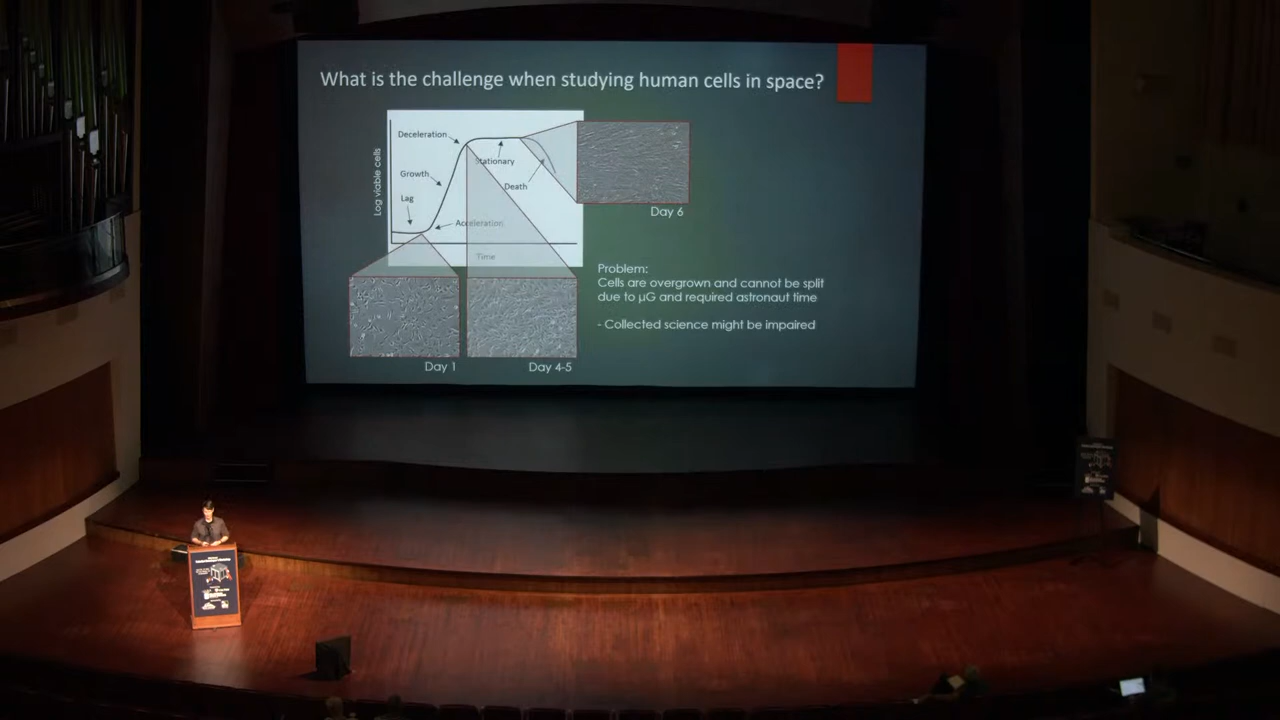 What is the challenge when studying human cells in space?
Deceleration
Stationary
Growth
Death
Lag
Acceleration
Log viable cells
Time
Day 6
Day 1
Day 4-5
Problem:
Cells are overgrown and cannot be split
due to µG and required astronaut time
- Collected science might be impaired